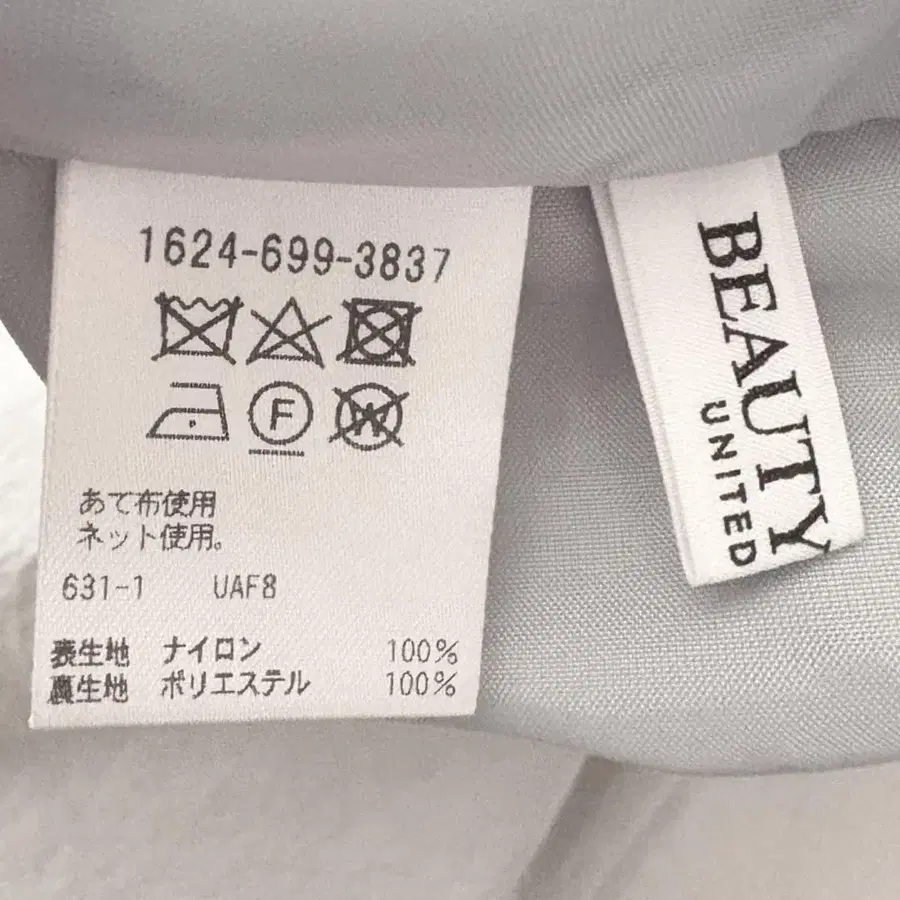 1624-699-3837
F W
あて布使用
ネット使用。
631-1 UAF8
表生地 ナイロン 100%
裏生地 ポリエステル 100%
BEAUTY
UNITED